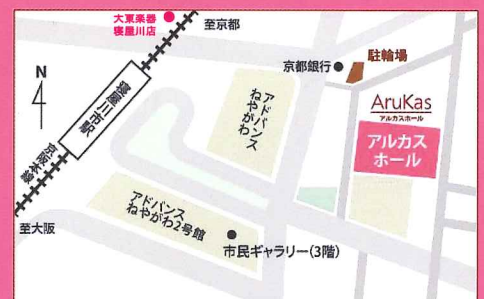 大東楽器
寝屋川店
至京都
N
寝屋川市駅
京阪本線
至大阪
アドバンス
ねやがわ
京都銀行
駐輪場
AruKas
アルカスホール
アルカス
ホール
アドバンス
ねやがわ2号館
市民ギャラリー(3階)